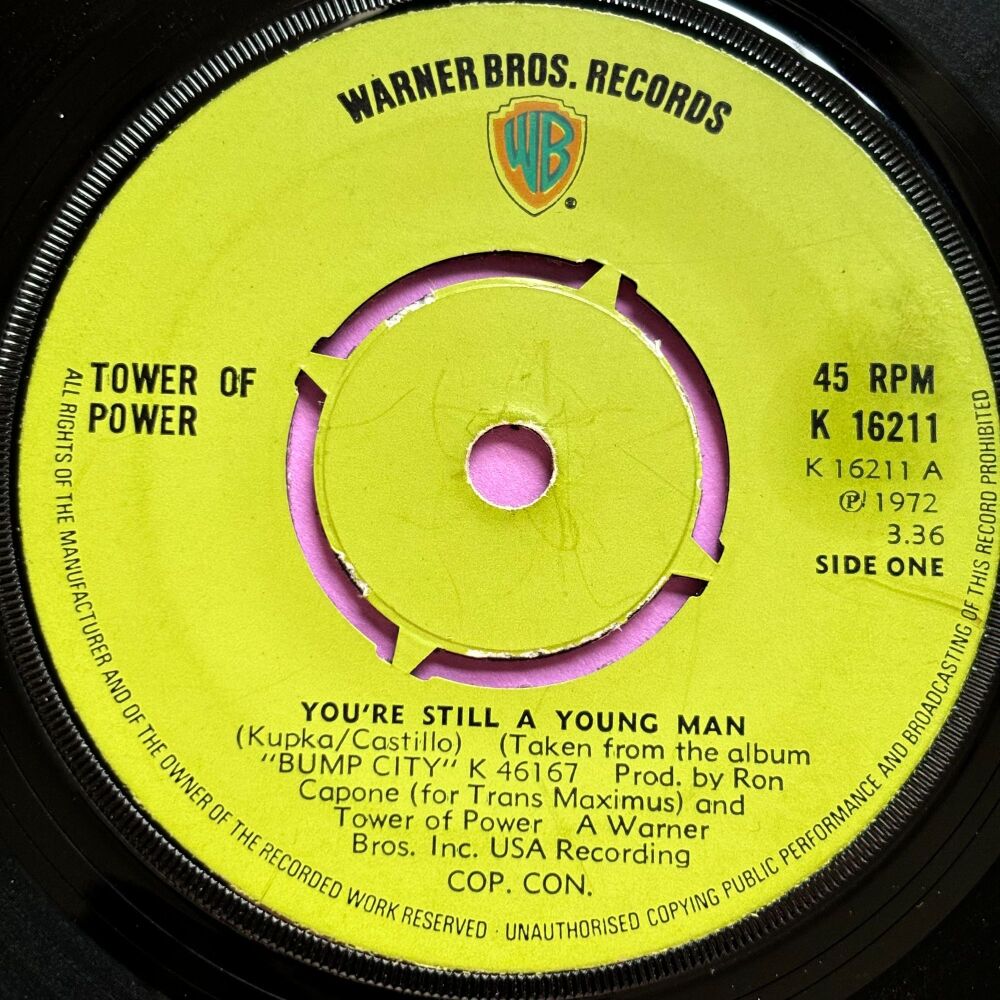 WARNER BROS. RECORDS
WB
TOWER OF
POWER
45 RPM
K 16211
K 16211 A
Ⓟ 1972
3.36
SIDE ONE
YOU'RE STILL A YOUNG MAN
(Kupka/Castillo) (Taken from the album
"BUMP CITY" K 46167 Prod. by Ron
Capone (for Trans Maximus) and
Tower of Power A Warner
Bros. Inc. USA Recording
COP. CON.
ALL RIGHTS OF THE MANUFACTURER AND OF THE OWNER OF THE RECORDED WORK RESERVED · UNAUTHORISED COPYING PUBLIC PERFORMANCE AND BROADCASTING OF THIS RECORD PROHIBITED